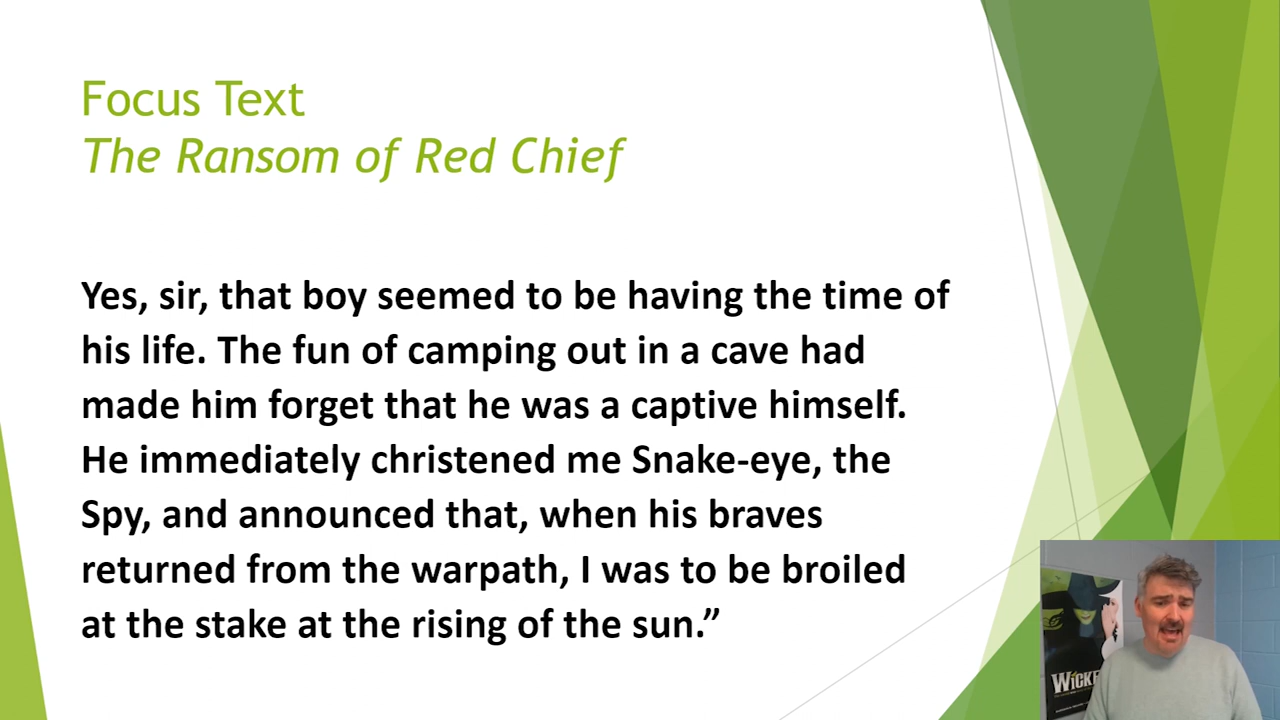 Focus Text
The Ransom of Red Chief
Yes, sir, that boy seemed to be having the time of
his life. The fun of camping out in a cave had
made him forget that he was a captive himself.
He immediately christened me Snake-eye, the
Spy, and announced that, when his braves
returned from the warpath, I was to be broiled
at the stake at the rising of the sun.”
WICKE